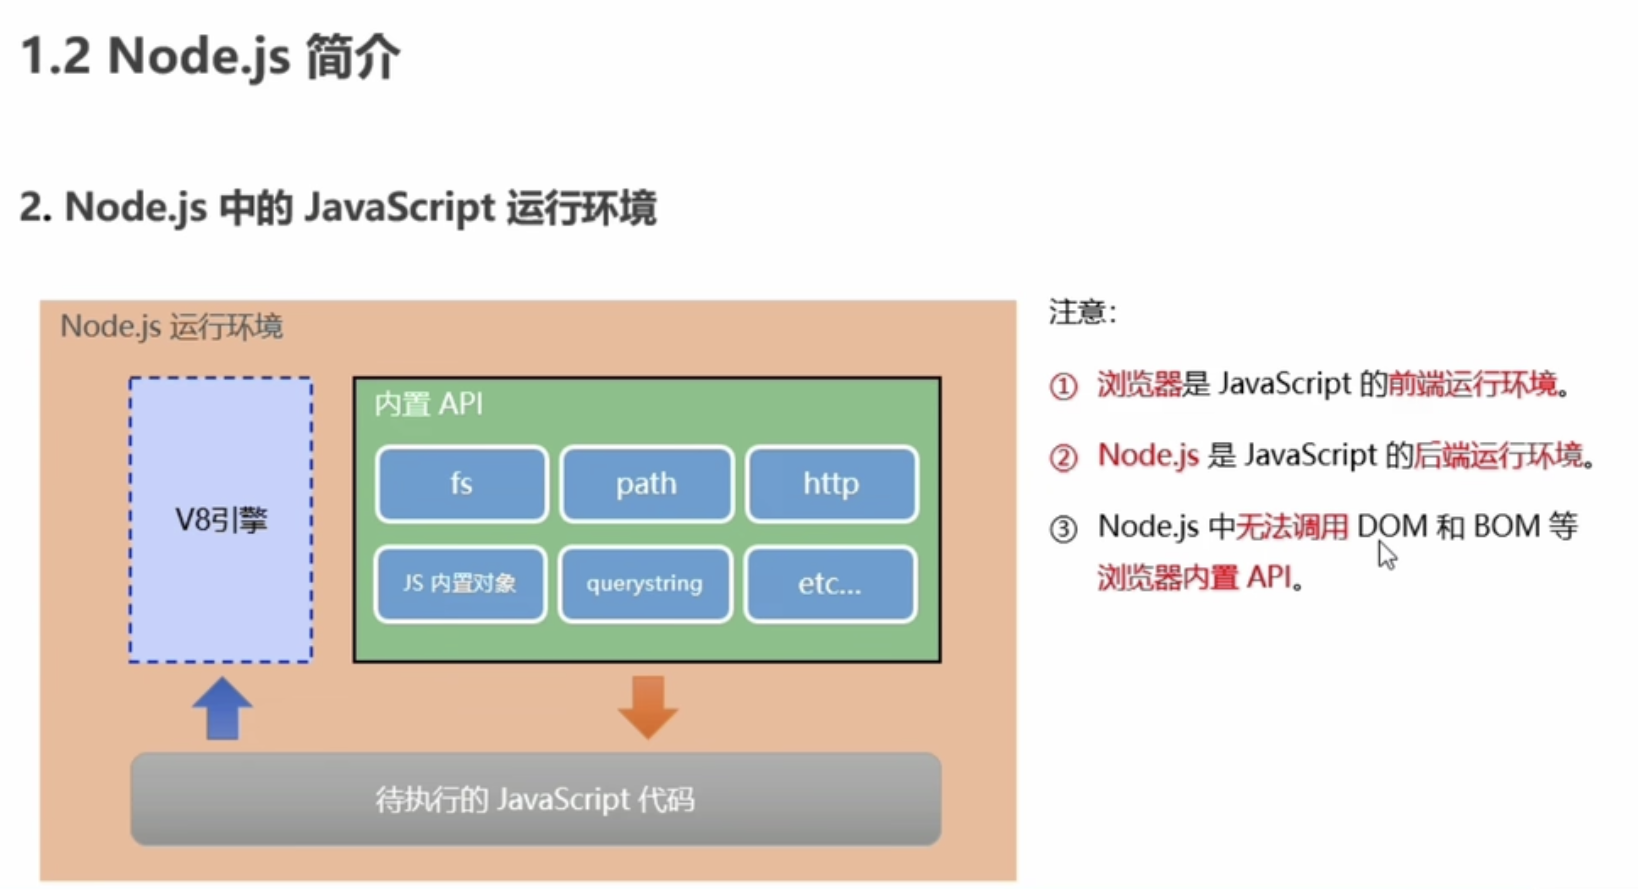 1.2 Node.js 简介
2. Node.js 中的 JavaScript 运行环境
Node.js 运行环境
V8引擎
内置 API
fs
path
http
JS 内置对象
querystring
etc...
待执行的 JavaScript 代码
注意：
① 浏览器是 JavaScript 的前端运行环境。
② Node.js 是 JavaScript 的后端运行环境。
③ Node.js 中无法调用 DOM 和 BOM 等
浏览器内置 API。